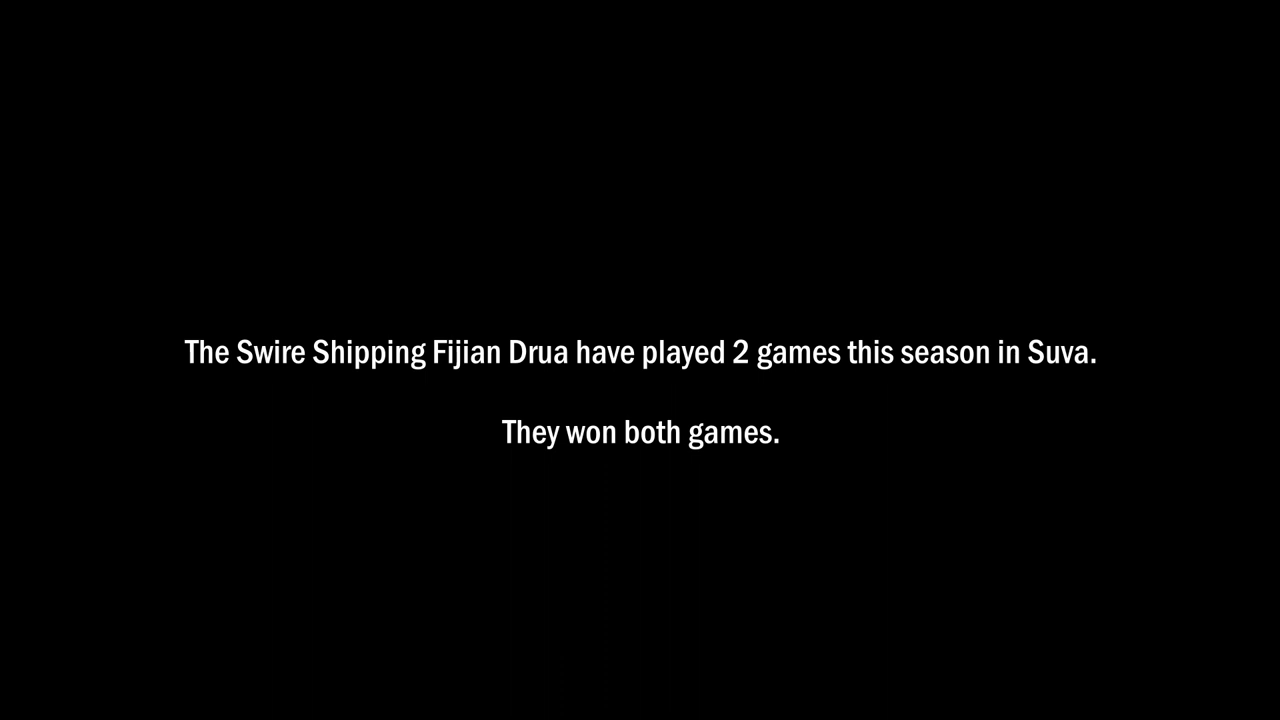 The Swire Shipping Fijian Drua have played 2 games this season in Suva.
They won both games.